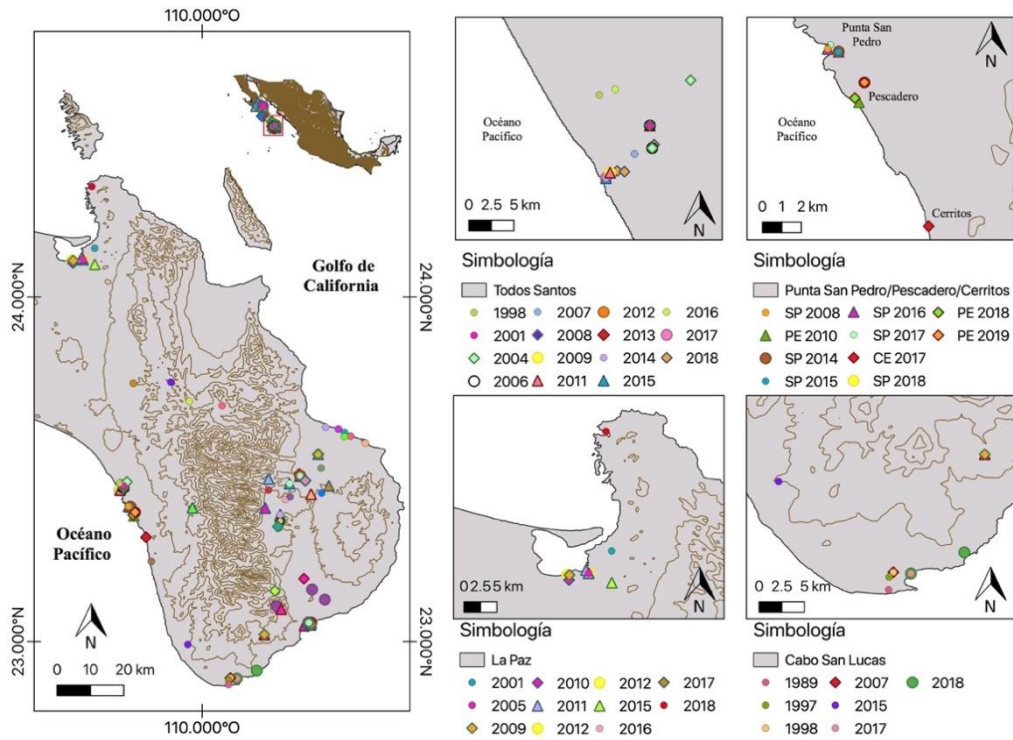 110.000°O
24.000°N
23.000°N
Golfo de
California
Océano
Pacífico
N
0 10 20 km
110.000°O
24.000°N
23.000°N
Océano
Pacífico
0 2.5 5 km
N
Simbología
Todos Santos
1998 2007 2012 2016
2001 2008 2013 2017
2004 2009 2014 2018
2006 2011 2015
Punta San
Pedro
Pescadero
Océano
Pacífico
0 1 2 km
Cerritos
N
Simbología
Punta San Pedro/Pescadero/Cerritos
SP 2008 SP 2016 PE 2018
PE 2010 SP 2017 PE 2019
SP 2014 CE 2017
SP 2015 SP 2018
02.55 km
N
Simbología
La Paz
2001 2010 2012 2017
2005 2011 2015 2018
2009 2012 2016
0 2.5 5 km
N
Simbología
Cabo San Lucas
1989 2007 2018
1997 2015
1998 2017